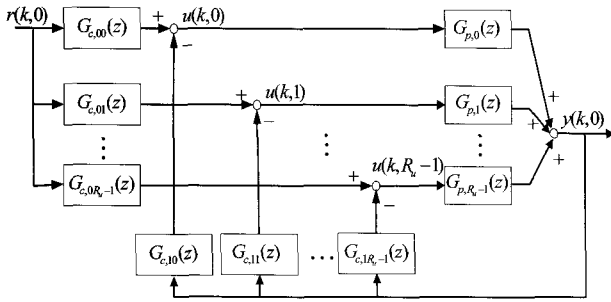 r(k,0) G_{c,00}(z) + u(k,0) − G_{p,0}(z)
G_{c,01}(z) + u(k,1) − G_{p,1}(z) + + y(k,0)
⋮ ⋮ ⋮ +
G_{c,0R_u−1}(z) + u(k,R_u−1) − G_{p,R_u−1}(z)
G_{c,10}(z) G_{c,11}(z) … G_{c,1R_u−1}(z)